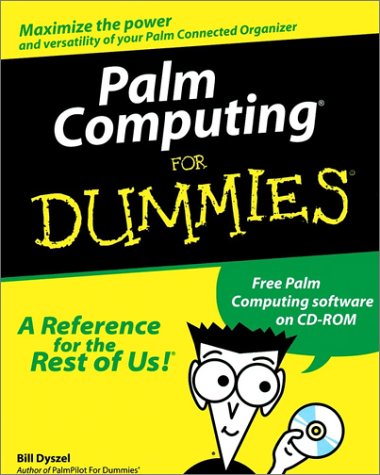 Maximize the power
and versatility of your Palm Connected Organizer
Palm
Computing®
FOR
DUMMIES®
Free Palm
Computing software
on CD-ROM
A Reference
for the
Rest of Us!®
Bill Dyszel
Author of PalmPilot For Dummies®